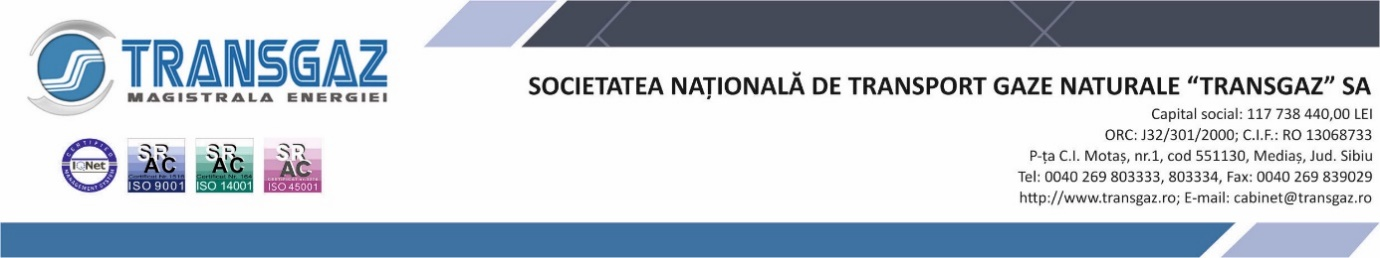 TRANSGAZ
MAGISTRALA ENERGIEI
SOCIETATEA NAȚIONALĂ DE TRANSPORT GAZE NATURALE “TRANSGAZ” SA
Capital social: 117 738 440,00 LEI
ORC: J32/301/2000; C.I.F.: RO 13068733
P-ța C.I. Motaș, nr.1, cod 551130, Mediaș, Jud. Sibiu
Tel: 0040 269 803333, 803334, Fax: 0040 269 839029
http://www.transgaz.ro; E-mail: cabinet@transgaz.ro
CERTIFIED
IQNet
MANAGEMENT SYSTEM
SR
AC
ISO 9001
SR
AC
ISO 14001
SR
AC
ISO 45001